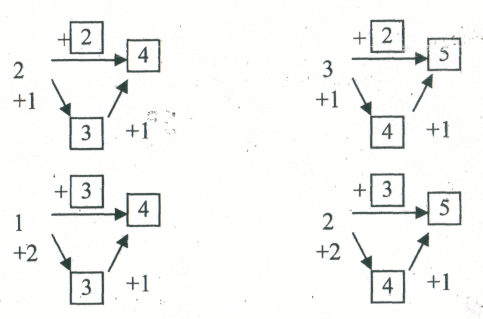 + 2 + 2
4 5
2 3
+1 +1
3 +1 4 +1
+ 3 + 3
4 5
1 2
+2 +2
3 +1 4 +1